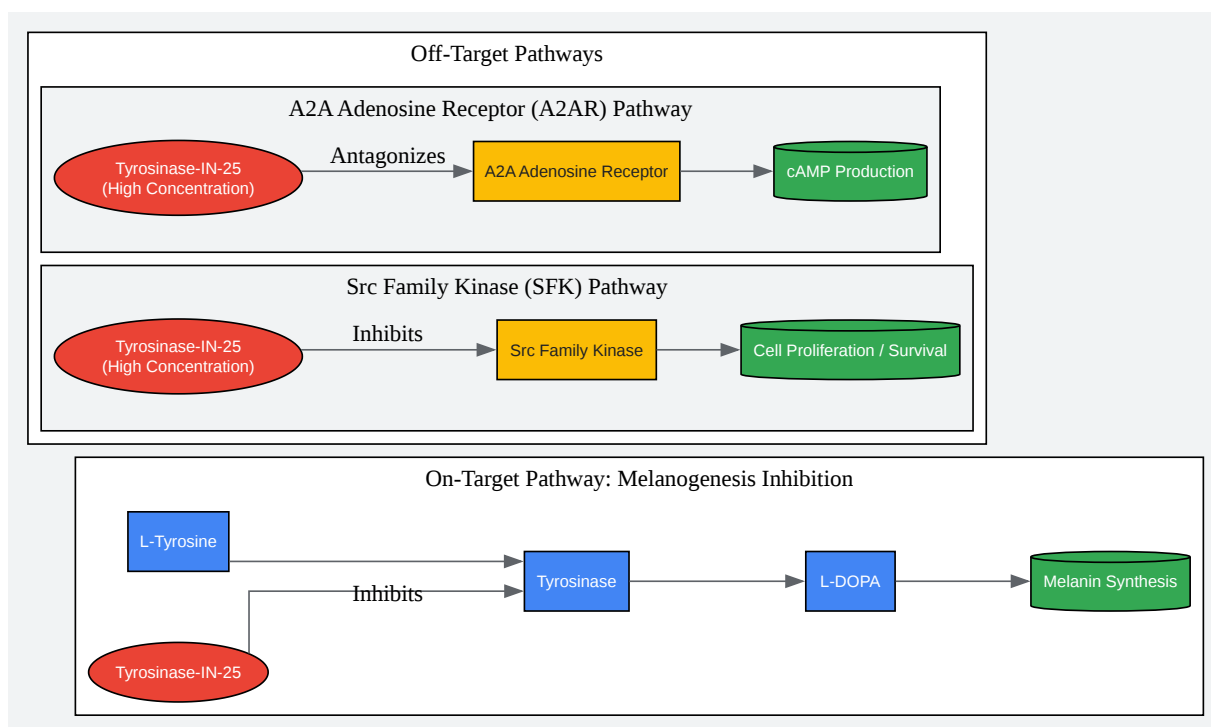 Off-Target Pathways
A2A Adenosine Receptor (A2AR) Pathway
Tyrosinase-IN-25
(High Concentration)
Antagonizes
A2A Adenosine Receptor
cAMP Production
Src Family Kinase (SFK) Pathway
Tyrosinase-IN-25
(High Concentration)
Inhibits
Src Family Kinase
Cell Proliferation / Survival
On-Target Pathway: Melanogenesis Inhibition
L-Tyrosine
Inhibits
Tyrosinase
L-DOPA
Melanin Synthesis
Tyrosinase-IN-25